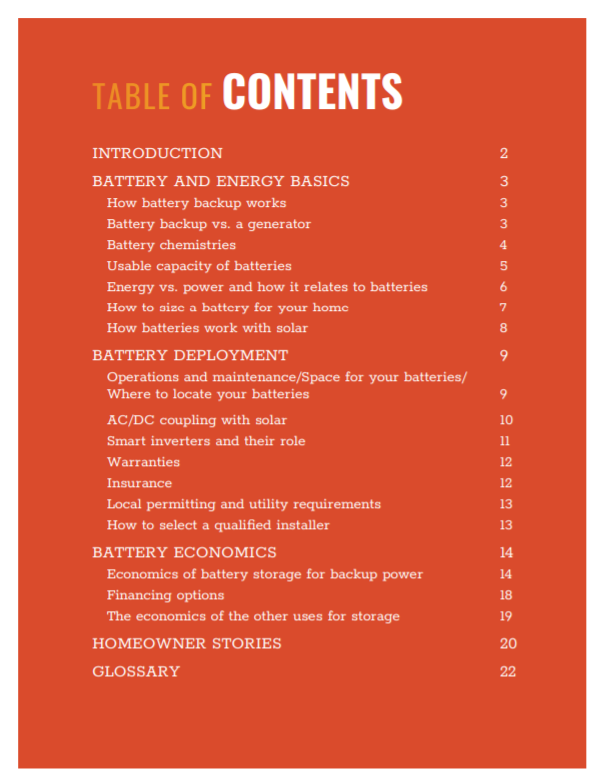 TABLE OF CONTENTS
INTRODUCTION 2
BATTERY AND ENERGY BASICS 3
How battery backup works 3
Battery backup vs. a generator 3
Battery chemistries 4
Usable capacity of batteries 5
Energy vs. power and how it relates to batteries 6
How to size a battery for your home 7
How batteries work with solar 8
BATTERY DEPLOYMENT 9
Operations and maintenance/Space for your batteries/
Where to locate your batteries 9
AC/DC coupling with solar 10
Smart inverters and their role 11
Warranties 12
Insurance 12
Local permitting and utility requirements 13
How to select a qualified installer 13
BATTERY ECONOMICS 14
Economics of battery storage for backup power 14
Financing options 18
The economics of the other uses for storage 19
HOMEOWNER STORIES 20
GLOSSARY 22